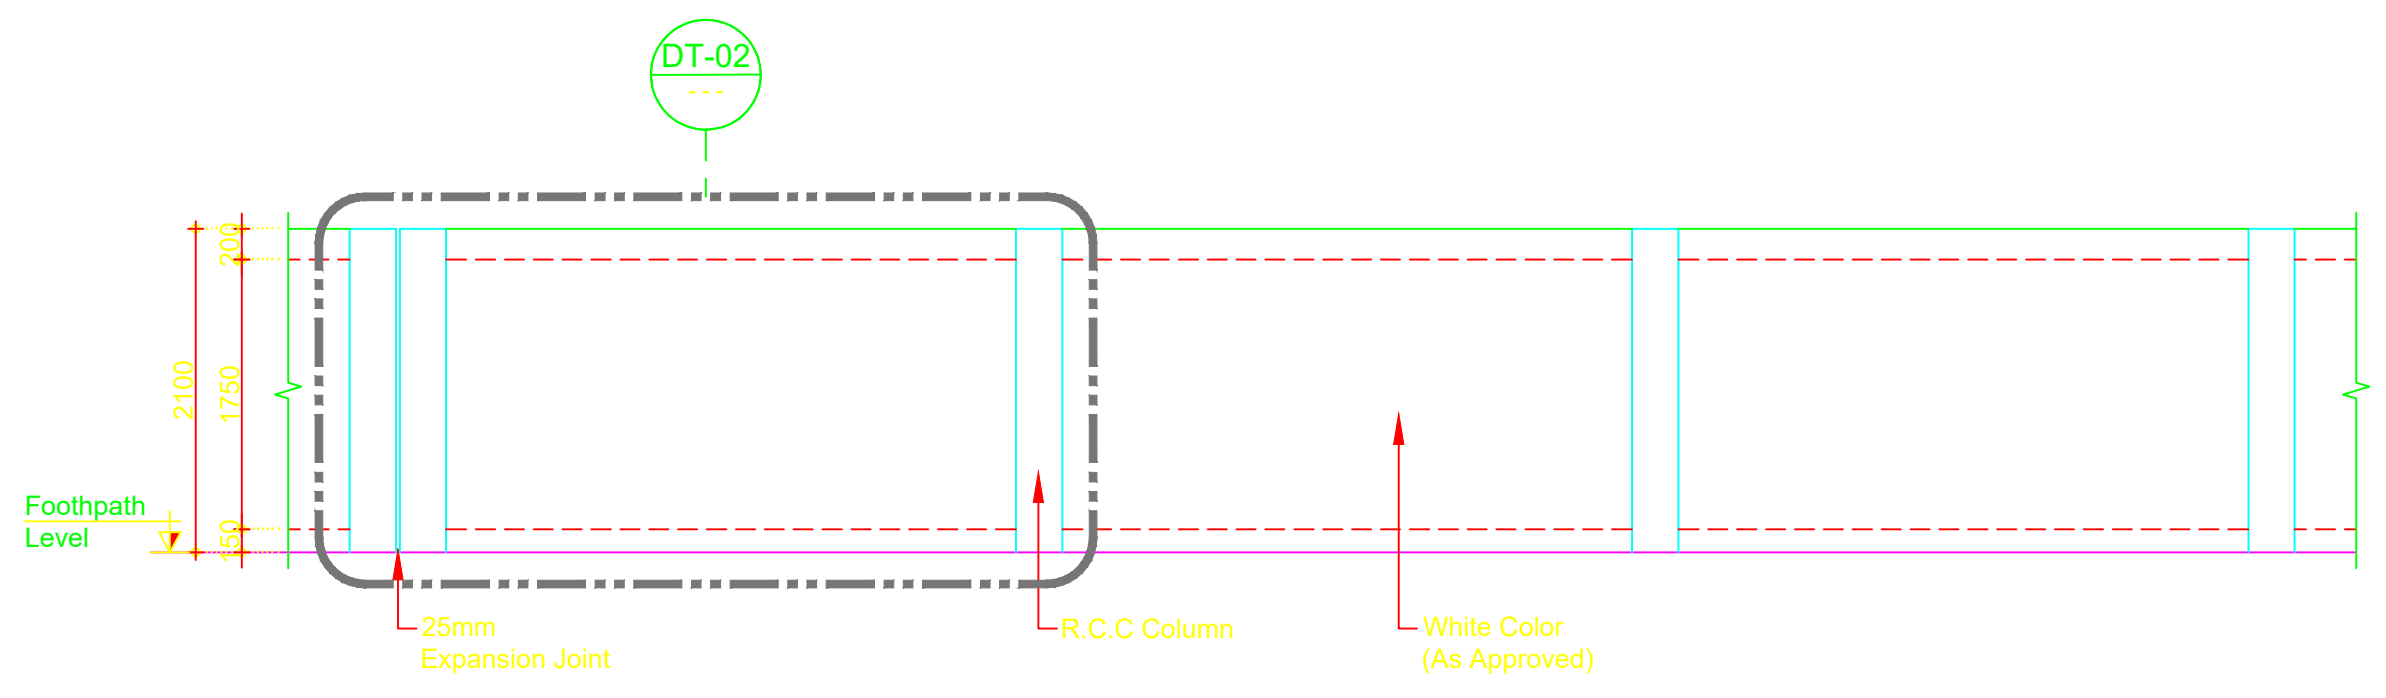 DT-02
---
200
2100
1750
150
Foothpath
Level
25mm
Expansion Joint
R.C.C Column
White Color
(As Approved)